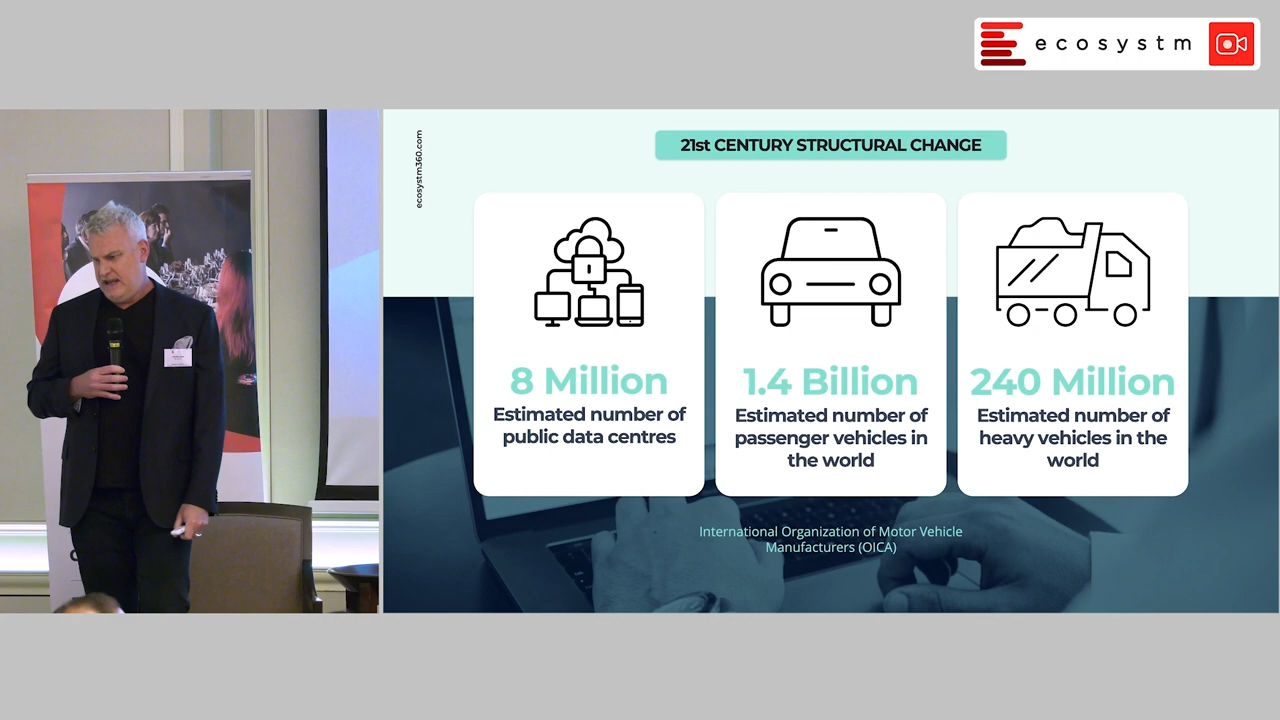 ecosystm
ecosystm360.com
21st CENTURY STRUCTURAL CHANGE
8 Million
Estimated number of
public data centres
1.4 Billion
Estimated number of
passenger vehicles in
the world
240 Million
Estimated number of
heavy vehicles in the
world
International Organization of Motor Vehicle
Manufacturers (OICA)